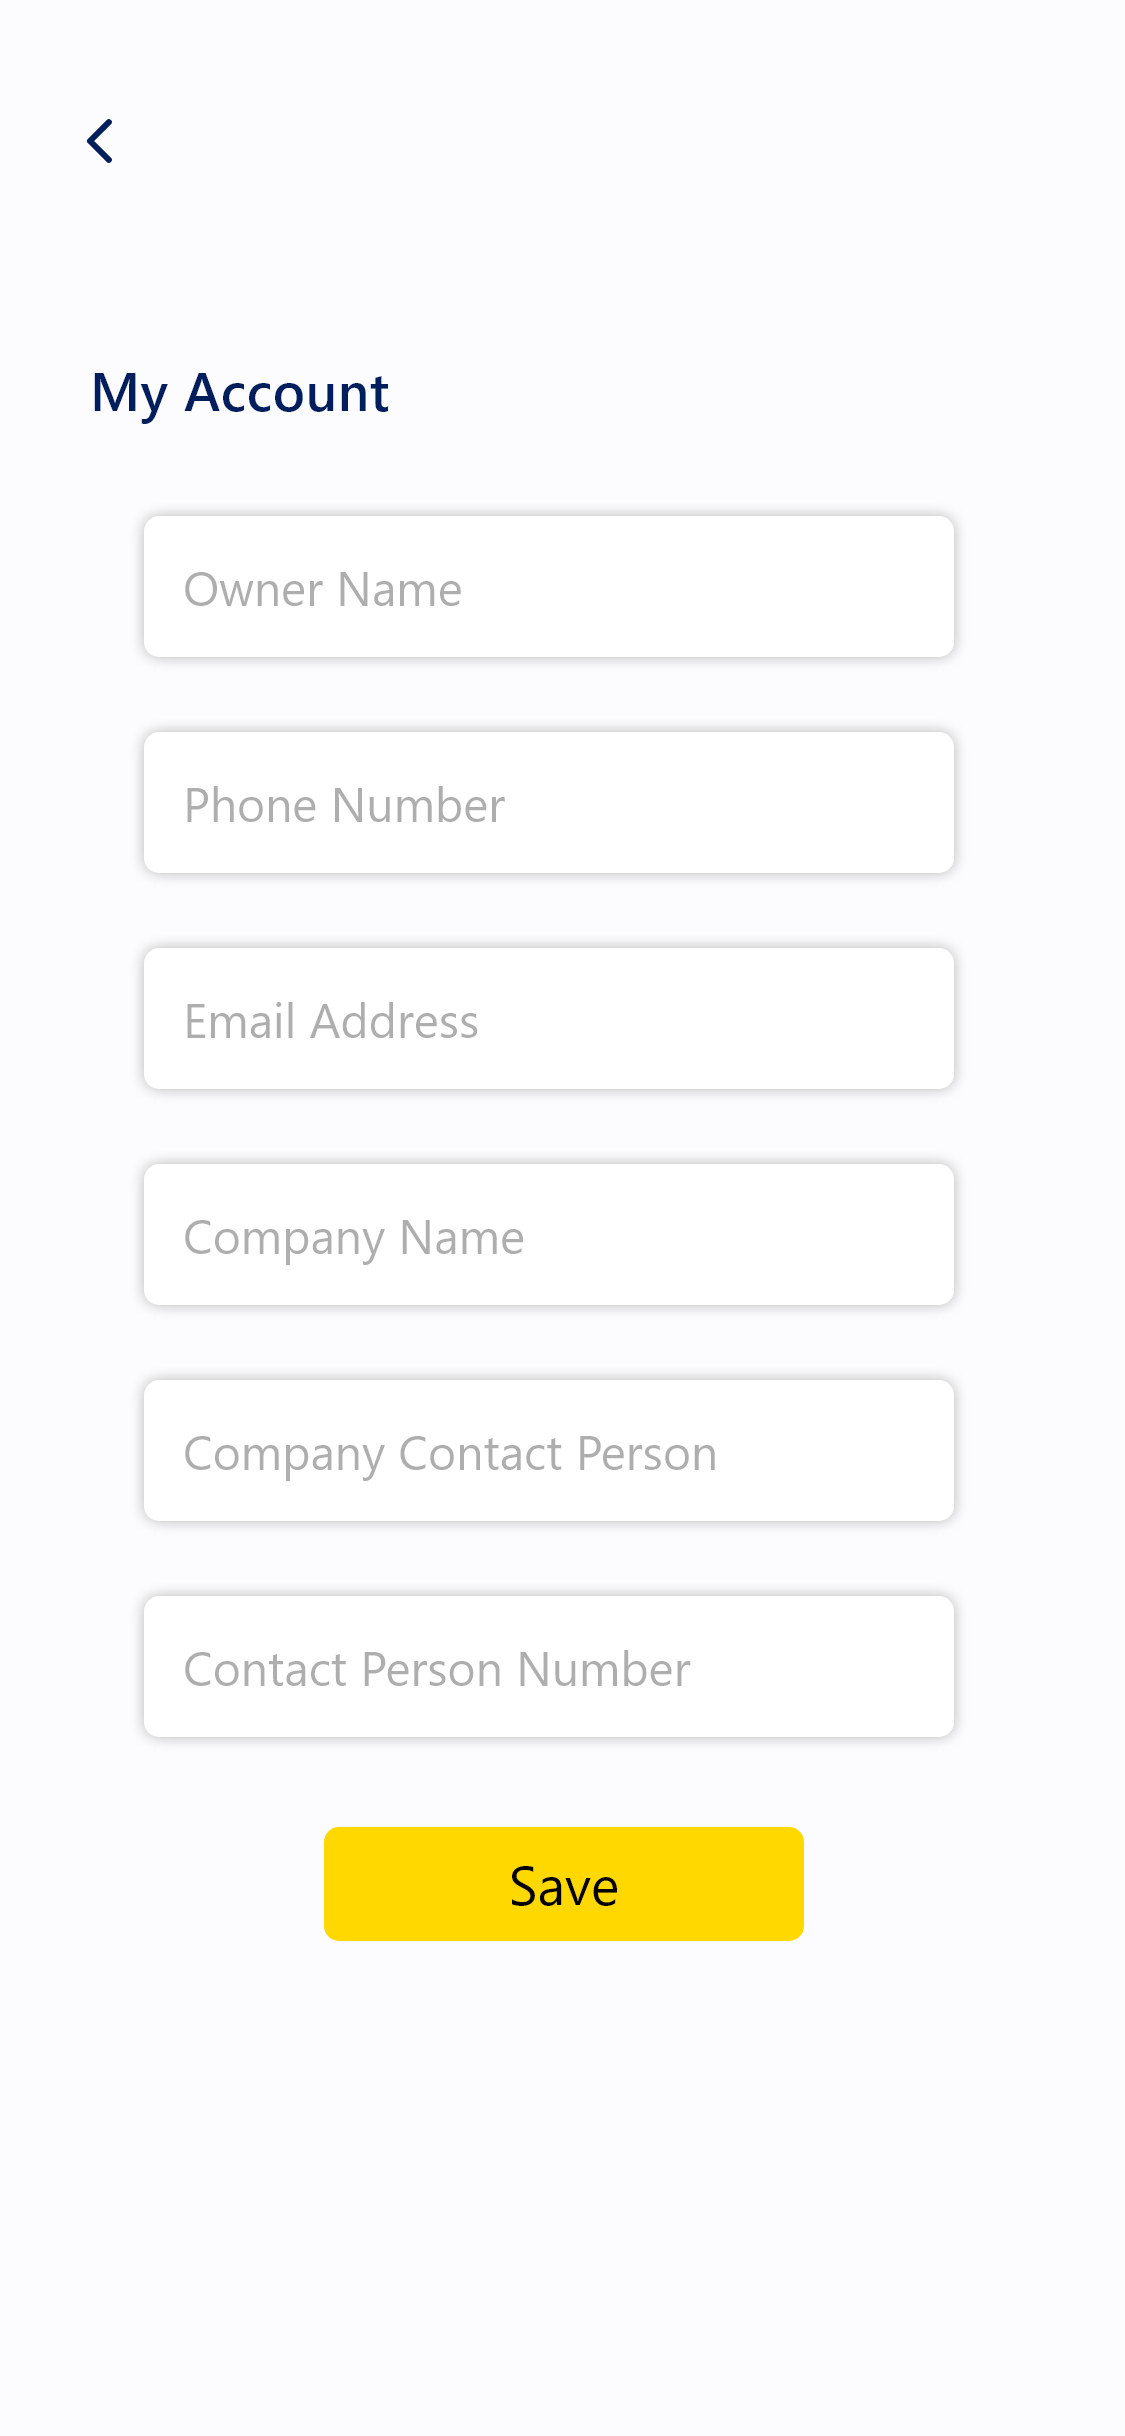 My Account
Owner Name
Phone Number
Email Address
Company Name
Company Contact Person
Contact Person Number
Save